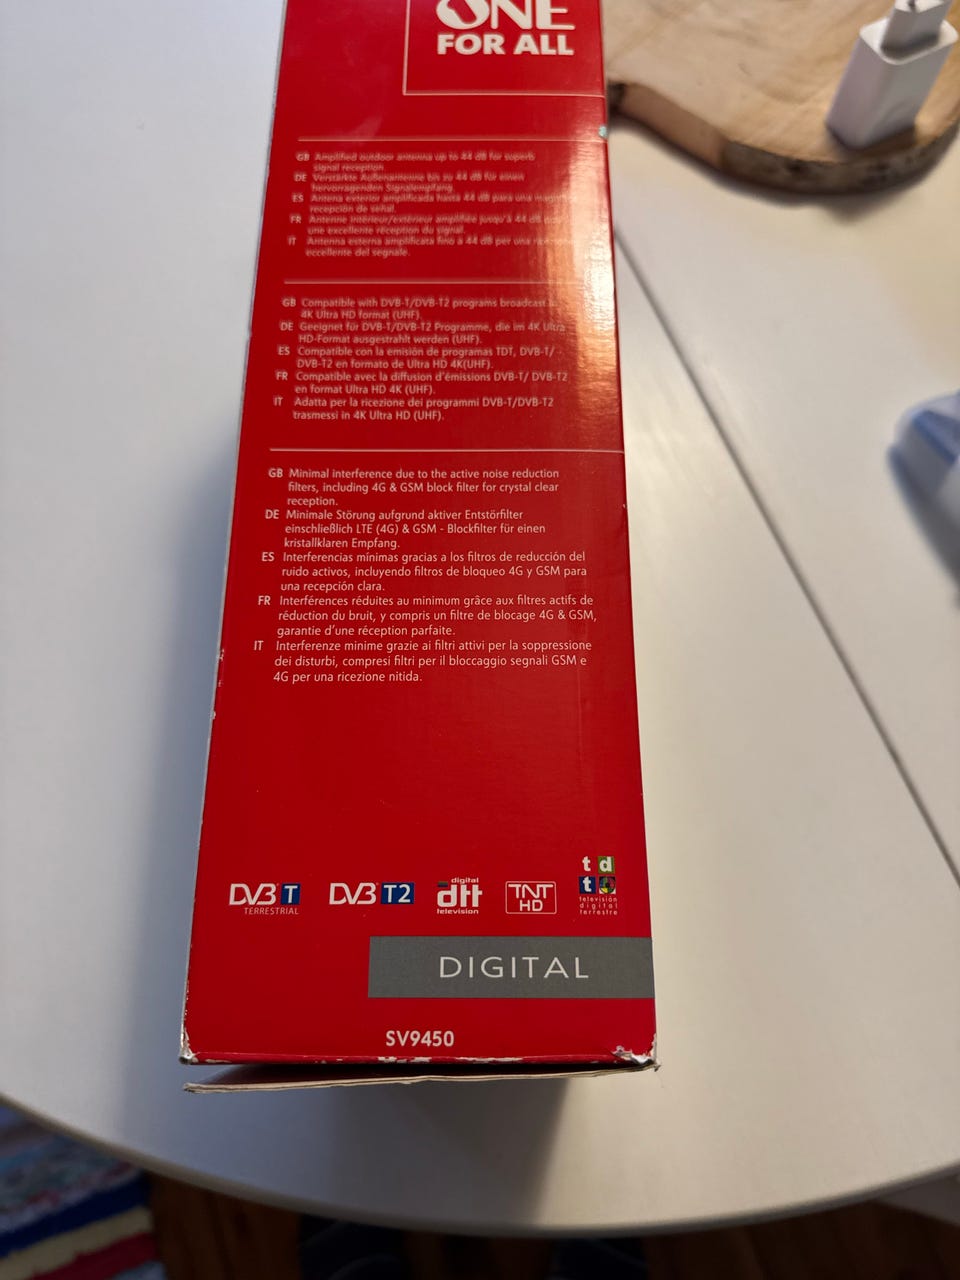 ONE
FOR ALL
GB Amplified outdoor antenna up to 44 dB for superb
signal reception.
DE Verstärkte Außenantenne bis zu 44 dB für einen
hervorragenden Signalempfang.
ES Antena exterior amplificada hasta 44 dB para una
recepción de señal.
FR Antenne intérieur/extérieur amplifiée jusqu'à 44 dB
une excellente réception du signal.
IT Antenna esterna amplificata fino a 44 dB per una
eccellente del segnale.
GB Compatible with DVB-T/DVB-T2 programs broadcast in
4K Ultra HD format (UHF).
DE Geeignet für DVB-T/DVB-T2 Programme, die im 4K Ultra
HD-Format ausgestrahlt werden (UHF).
ES Compatible con la emisión de programas TDT, DVB-T/
DVB-T2 en formato de Ultra HD 4K(UHF).
FR Compatible avec la diffusion d'émissions DVB-T/ DVB-T2
en format Ultra HD 4K (UHF).
IT Adatta per la ricezione dei programmi DVB-T/DVB-T2
trasmessi in 4K Ultra HD (UHF).
GB Minimal interference due to the active noise reduction
filters, including 4G & GSM block filter for crystal clear
reception.
DE Minimale Störung aufgrund aktiver Entstörfilter
einschließlich LTE (4G) & GSM - Blockfilter für einen
kristallklaren Empfang.
ES Interferencias mínimas gracias a los filtros de reducción del
ruido activos, incluyendo filtros de bloqueo 4G y GSM para
una recepción clara.
FR Interférences réduites au minimum grâce aux filtres actifs de
réduction du bruit, y compris un filtre de blocage 4G & GSM,
garantie d'une réception parfaite.
IT Interferenze minime grazie ai filtri attivi per la soppressione
dei disturbi, compresi filtri per il bloccaggio segnali GSM e
4G per una ricezione nitida.
DVB T
TERRESTRIAL
DVB T2
digital
dtt
television
TNT
HD
t d
t
televisión
digital
terrestre
DIGITAL
SV9450